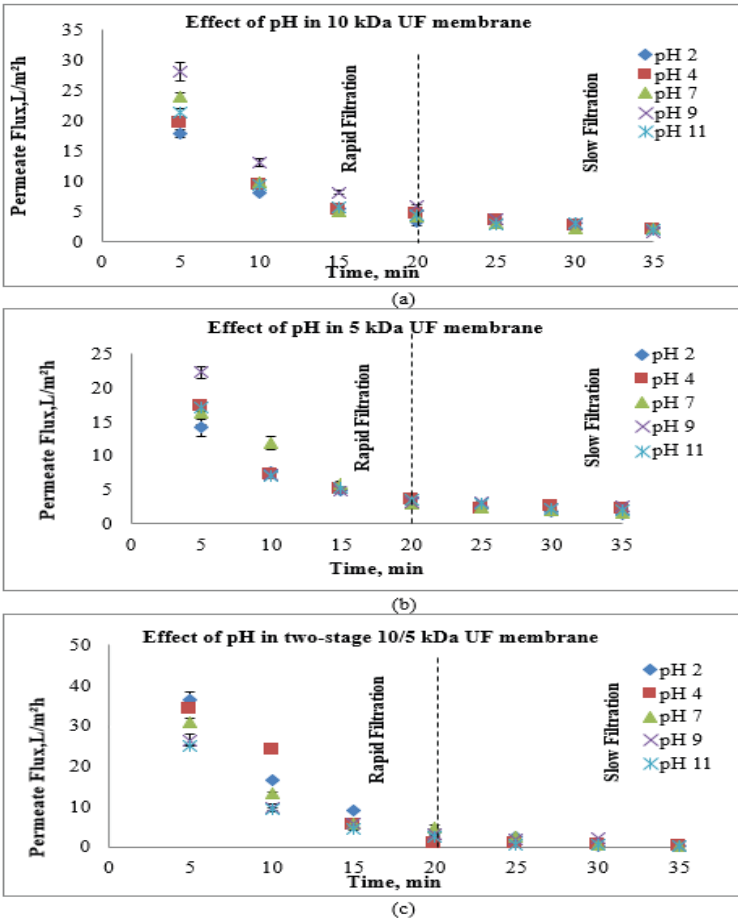 Effect of pH in 10 kDa UF membrane
Permeate Flux,L/m²h
35
30
25
20
15
10
5
0
Rapid Filtration
Slow Filtration
pH 2
pH 4
pH 7
pH 9
pH 11
0 5 10 15 20 25 30 35
Time, min
(a)
Effect of pH in 5 kDa UF membrane
Permeate Flux,L/m²h
25
20
15
10
5
0
Rapid Filtration
Slow Filtration
pH 2
pH 4
pH 7
pH 9
pH 11
0 5 10 15 20 25 30 35
Time, min
(b)
Effect of pH in two-stage 10/5 kDa UF membrane
Permeate Flux,L/m²h
50
40
30
20
10
0
Rapid Filtration
Slow Filtration
pH 2
pH 4
pH 7
pH 9
pH 11
0 5 10 15 20 25 30 35
Time, min
(c)